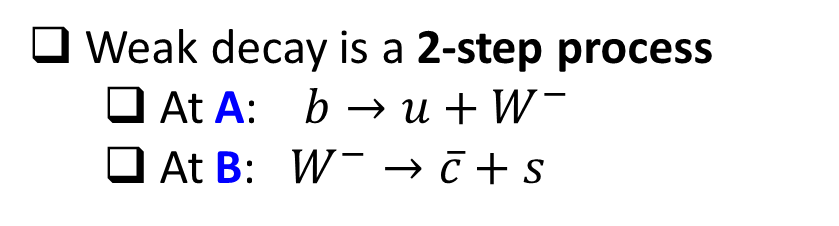 ❑ Weak decay is a 2-step process
❑ At A: b → u + W⁻
❑ At B: W⁻ → c̄ + s